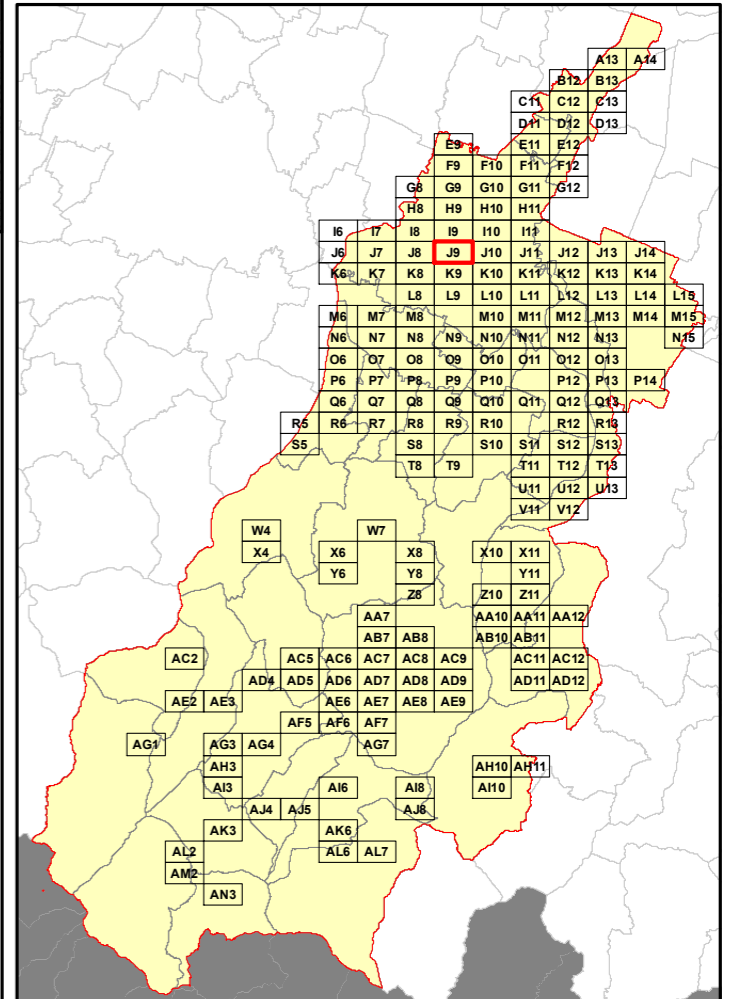 A13 A14
B12 B13
C11 C12 C13
D11 D12 D13
E9 E11 E12
F9 F10 F11 F12
G8 G9 G10 G11 G12
H8 H9 H10 H11
I6 I7 I8 I9 I10 I11
J6 J7 J8 J9 J10 J11 J12 J13 J14
K6 K7 K8 K9 K10 K11 K12 K13 K14
L8 L9 L10 L11 L12 L13 L14 L15
M6 M7 M8 M10 M11 M12 M13 M14 M15
N6 N7 N8 N9 N10 N11 N12 N13 N15
O6 O7 O8 O9 O10 O11 O12 O13
P6 P7 P8 P9 P10 P12 P13 P14
Q6 Q7 Q8 Q9 Q10 Q11 Q12 Q13
R5 R6 R7 R8 R9 R10 R12 R13
S5 S8 S10 S11 S12 S13
T8 T9 T11 T12 T13
U11 U12 U13
V11 V12
W4 W7
X4 X6 X8 X10 X11
Y6 Y8 Y11
Z8 Z10 Z11
AA7 AA10 AA11 AA12
AB7 AB8 AB10 AB11
AC2 AC5 AC6 AC7 AC8 AC9 AC11 AC12
AD4 AD5 AD6 AD7 AD8 AD9 AD11 AD12
AE2 AE3 AE6 AE7 AE8 AE9
AF5 AF6 AF7
AG1 AG3 AG4 AG7
AH3 AH10 AH11
AI3 AI6 AI8 AI10
AJ4 AJ5 AJ8
AK3 AK6
AL2 AL6 AL7
AM2
AN3